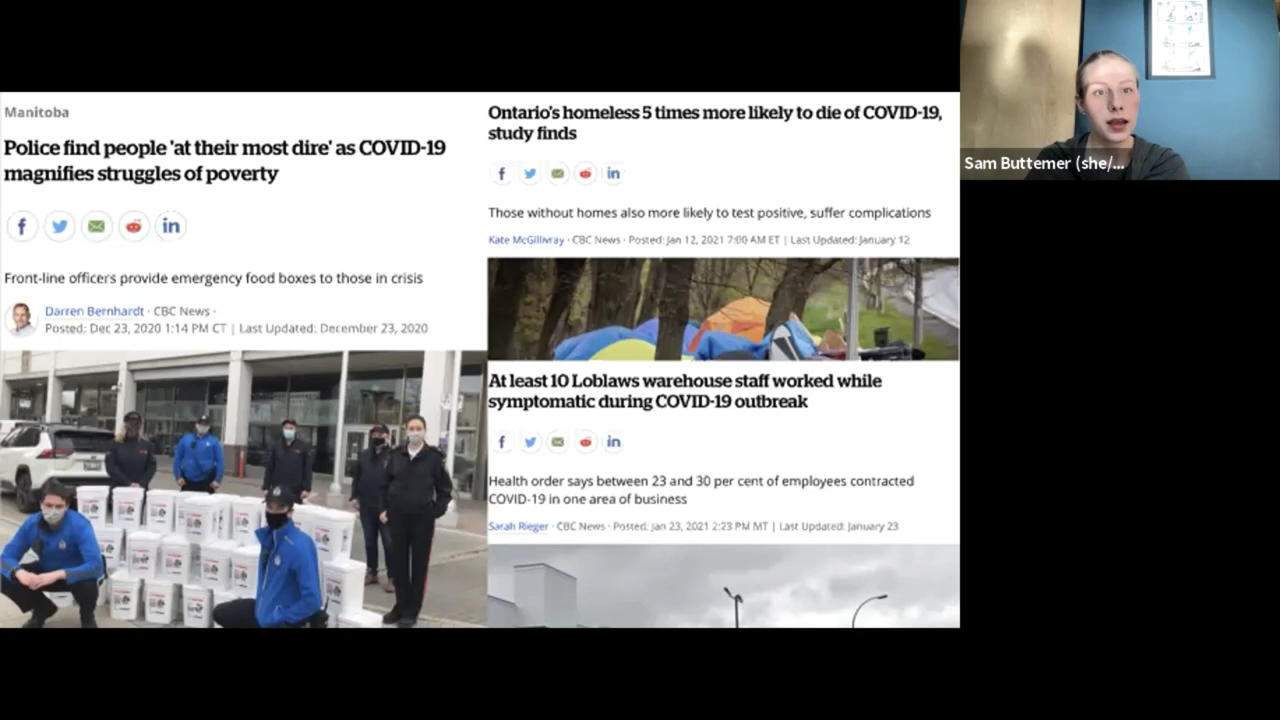 Manitoba
Police find people 'at their most dire' as COVID-19
magnifies struggles of poverty
Front-line officers provide emergency food boxes to those in crisis
Darren Bernhardt · CBC News ·
Posted: Dec 23, 2020 1:14 PM CT | Last Updated: December 23, 2020
Ontario's homeless 5 times more likely to die of COVID-19,
study finds
Those without homes also more likely to test positive, suffer complications
Kate McGillivray · CBC News · Posted: Jan 12, 2021 7:00 AM ET | Last Updated: January 12
At least 10 Loblaws warehouse staff worked while
symptomatic during COVID-19 outbreak
Health order says between 23 and 30 per cent of employees contracted
COVID-19 in one area of business
Sarah Rieger · CBC News · Posted: Jan 23, 2021 2:23 PM MT | Last Updated: January 23
Sam Buttemer (she/...